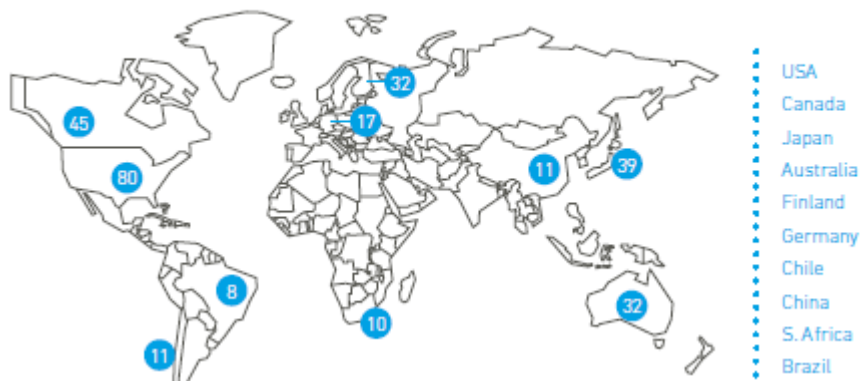 32
45
17
80
11
39
8
32
10
11
USA
Canada
Japan
Australia
Finland
Germany
Chile
China
S. Africa
Brazil